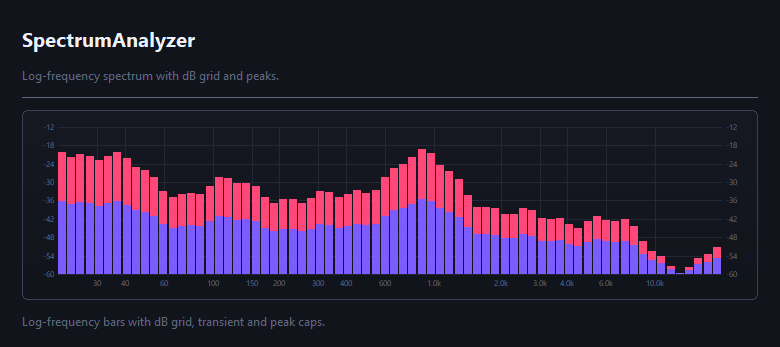 SpectrumAnalyzer
Log-frequency spectrum with dB grid and peaks.
-12 -12
-18 -18
-24 -24
-30 -30
-36 -36
-42 -42
-48 -48
-54 -54
-60 -60
30 40 60 100 150 200 300 400 600 1.0k 2.0k 3.0k 4.0k 6.0k 10.0k
Log-frequency bars with dB grid, transient and peak caps.